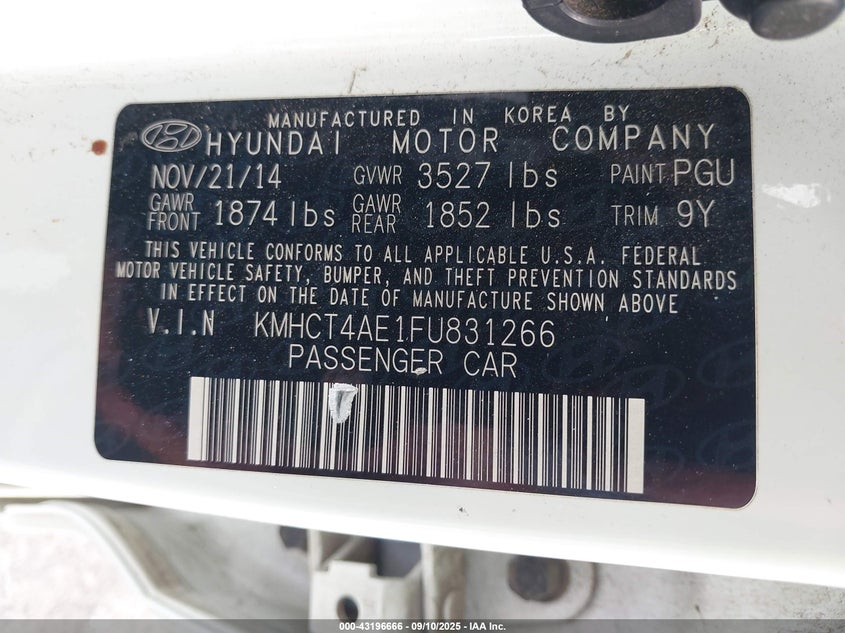 MANUFACTURED IN KOREA BY
HYUNDAI MOTOR COMPANY
NOV/21/14 GVWR 3527 lbs PAINT PGU
GAWR FRONT 1874 lbs GAWR REAR 1852 lbs TRIM 9Y
THIS VEHICLE CONFORMS TO ALL APPLICABLE U.S.A. FEDERAL
MOTOR VEHICLE SAFETY, BUMPER, AND THEFT PREVENTION STANDARDS
IN EFFECT ON THE DATE OF MANUFACTURE SHOWN ABOVE
V.I.N KMHCT4AE1FU831266
PASSENGER CAR
000-43196666 - 09/10/2025 - IAA Inc.